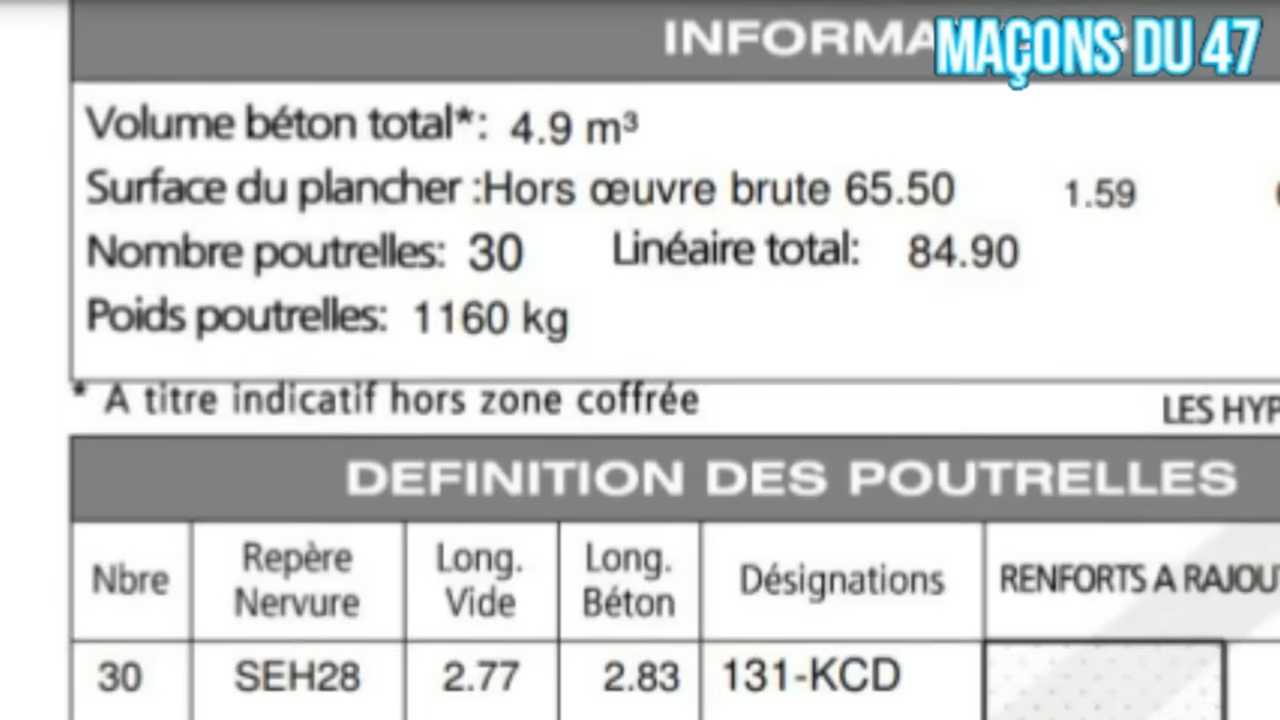 INFORMA
MAÇONS DU 47
Volume béton total*: 4.9 m³
Surface du plancher :Hors œuvre brute 65.50 1.59
Nombre poutrelles: 30 Linéaire total: 84.90
Poids poutrelles: 1160 kg
* A titre indicatif hors zone coffrée
LES HYP
DEFINITION DES POUTRELLES
Nbre Repère Nervure Long. Vide Long. Béton Désignations RENFORTS A RAJOUT
30 SEH28 2.77 2.83 131-KCD